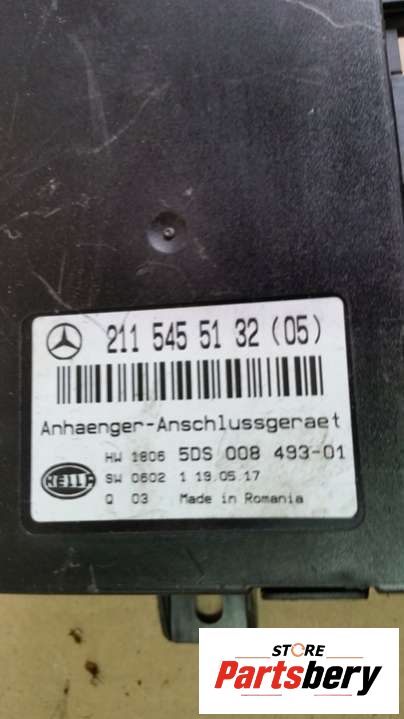 211 545 51 32 (05)
Anhaenger-Anschlussgeraet
HW 1806 5DS 008 493-01
HELLA SW 0602 1 19.05.17
Q 03 Made in Romania
STORE
Partsbery